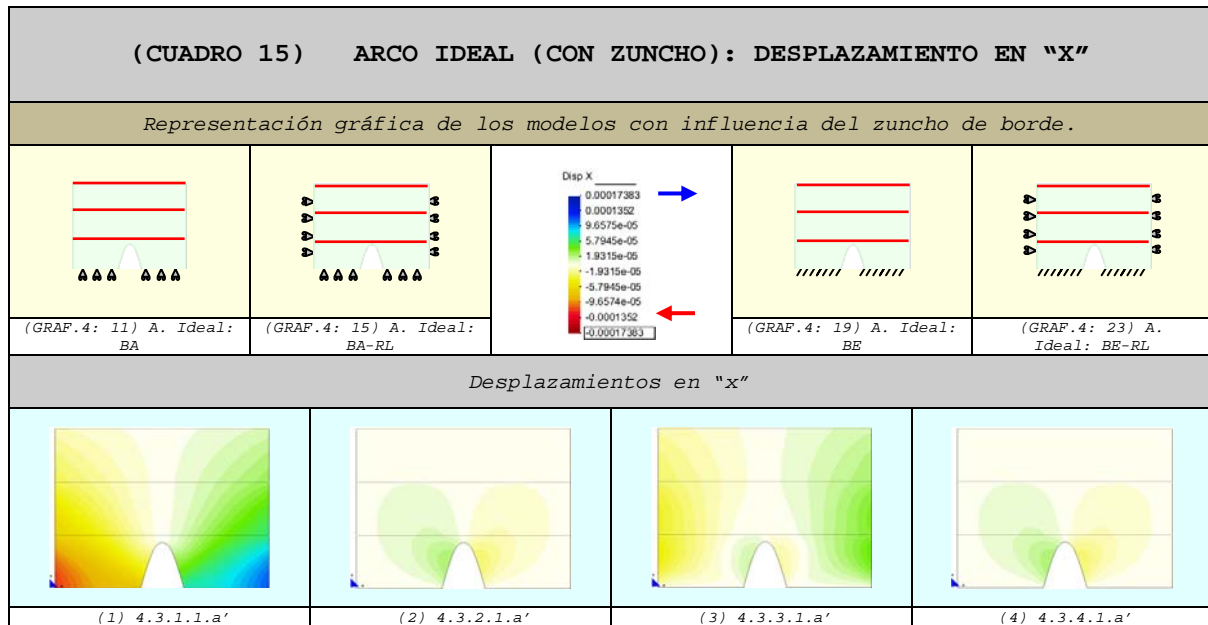 (CUADRO 15) ARCO IDEAL (CON ZUNCHO): DESPLAZAMIENTO EN “X”
Representación gráfica de los modelos con influencia del zuncho de borde.
Disp X
0.00017383
0.0001352
9.6575e-05
5.7945e-05
1.9315e-05
-1.9315e-05
-5.7945e-05
-9.6574e-05
-0.0001352
-0.00017383
(GRAF.4: 11) A. Ideal:
BA
(GRAF.4: 15) A. Ideal:
BA-RL
(GRAF.4: 19) A. Ideal:
BE
(GRAF.4: 23) A.
Ideal: BE-RL
Desplazamientos en “x”
(1) 4.3.1.1.a’
(2) 4.3.2.1.a’
(3) 4.3.3.1.a’
(4) 4.3.4.1.a’